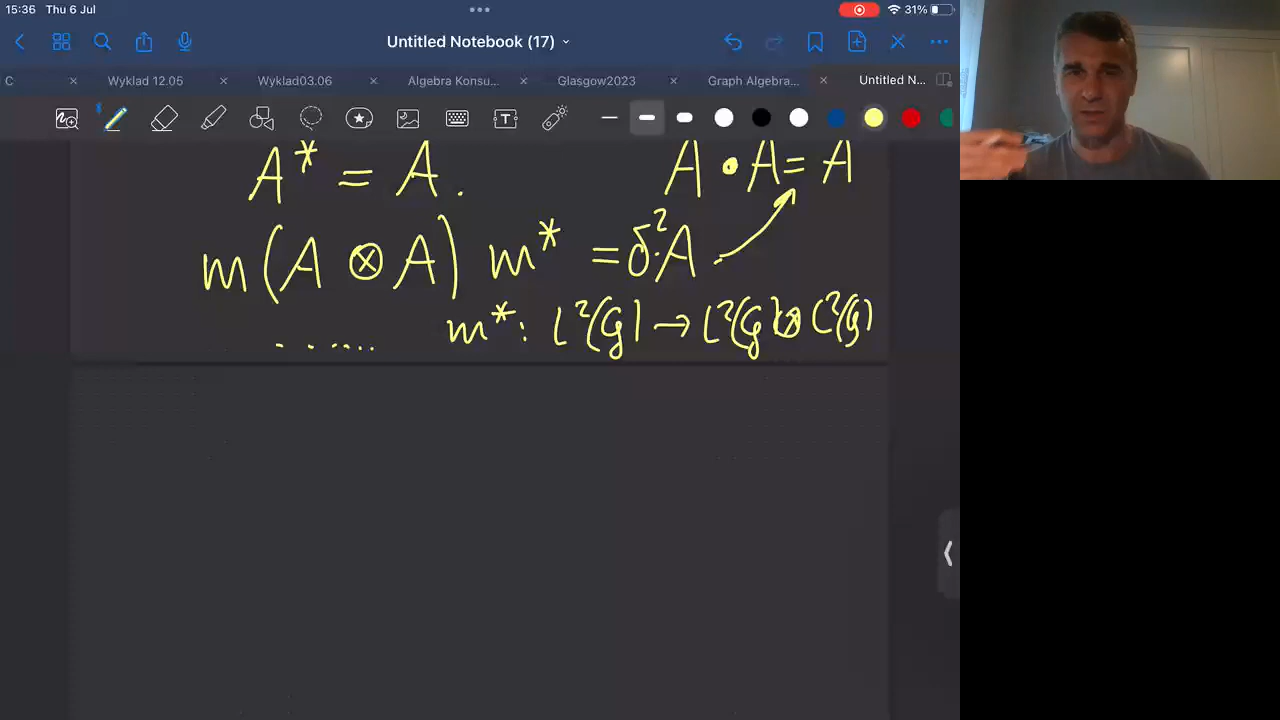 15:36 Thu 6 Jul 31%
Untitled Notebook (17)
C Wyklad 12.05 Wyklad03.06 Algebra Konsu... Glasgow2023 Graph Algebra... Untitled N...
A* = A . A • A = A
m(A ⊗ A) m* = δ²·A
...... m*: L²(G) → L²(G) ⊗ L²(G)